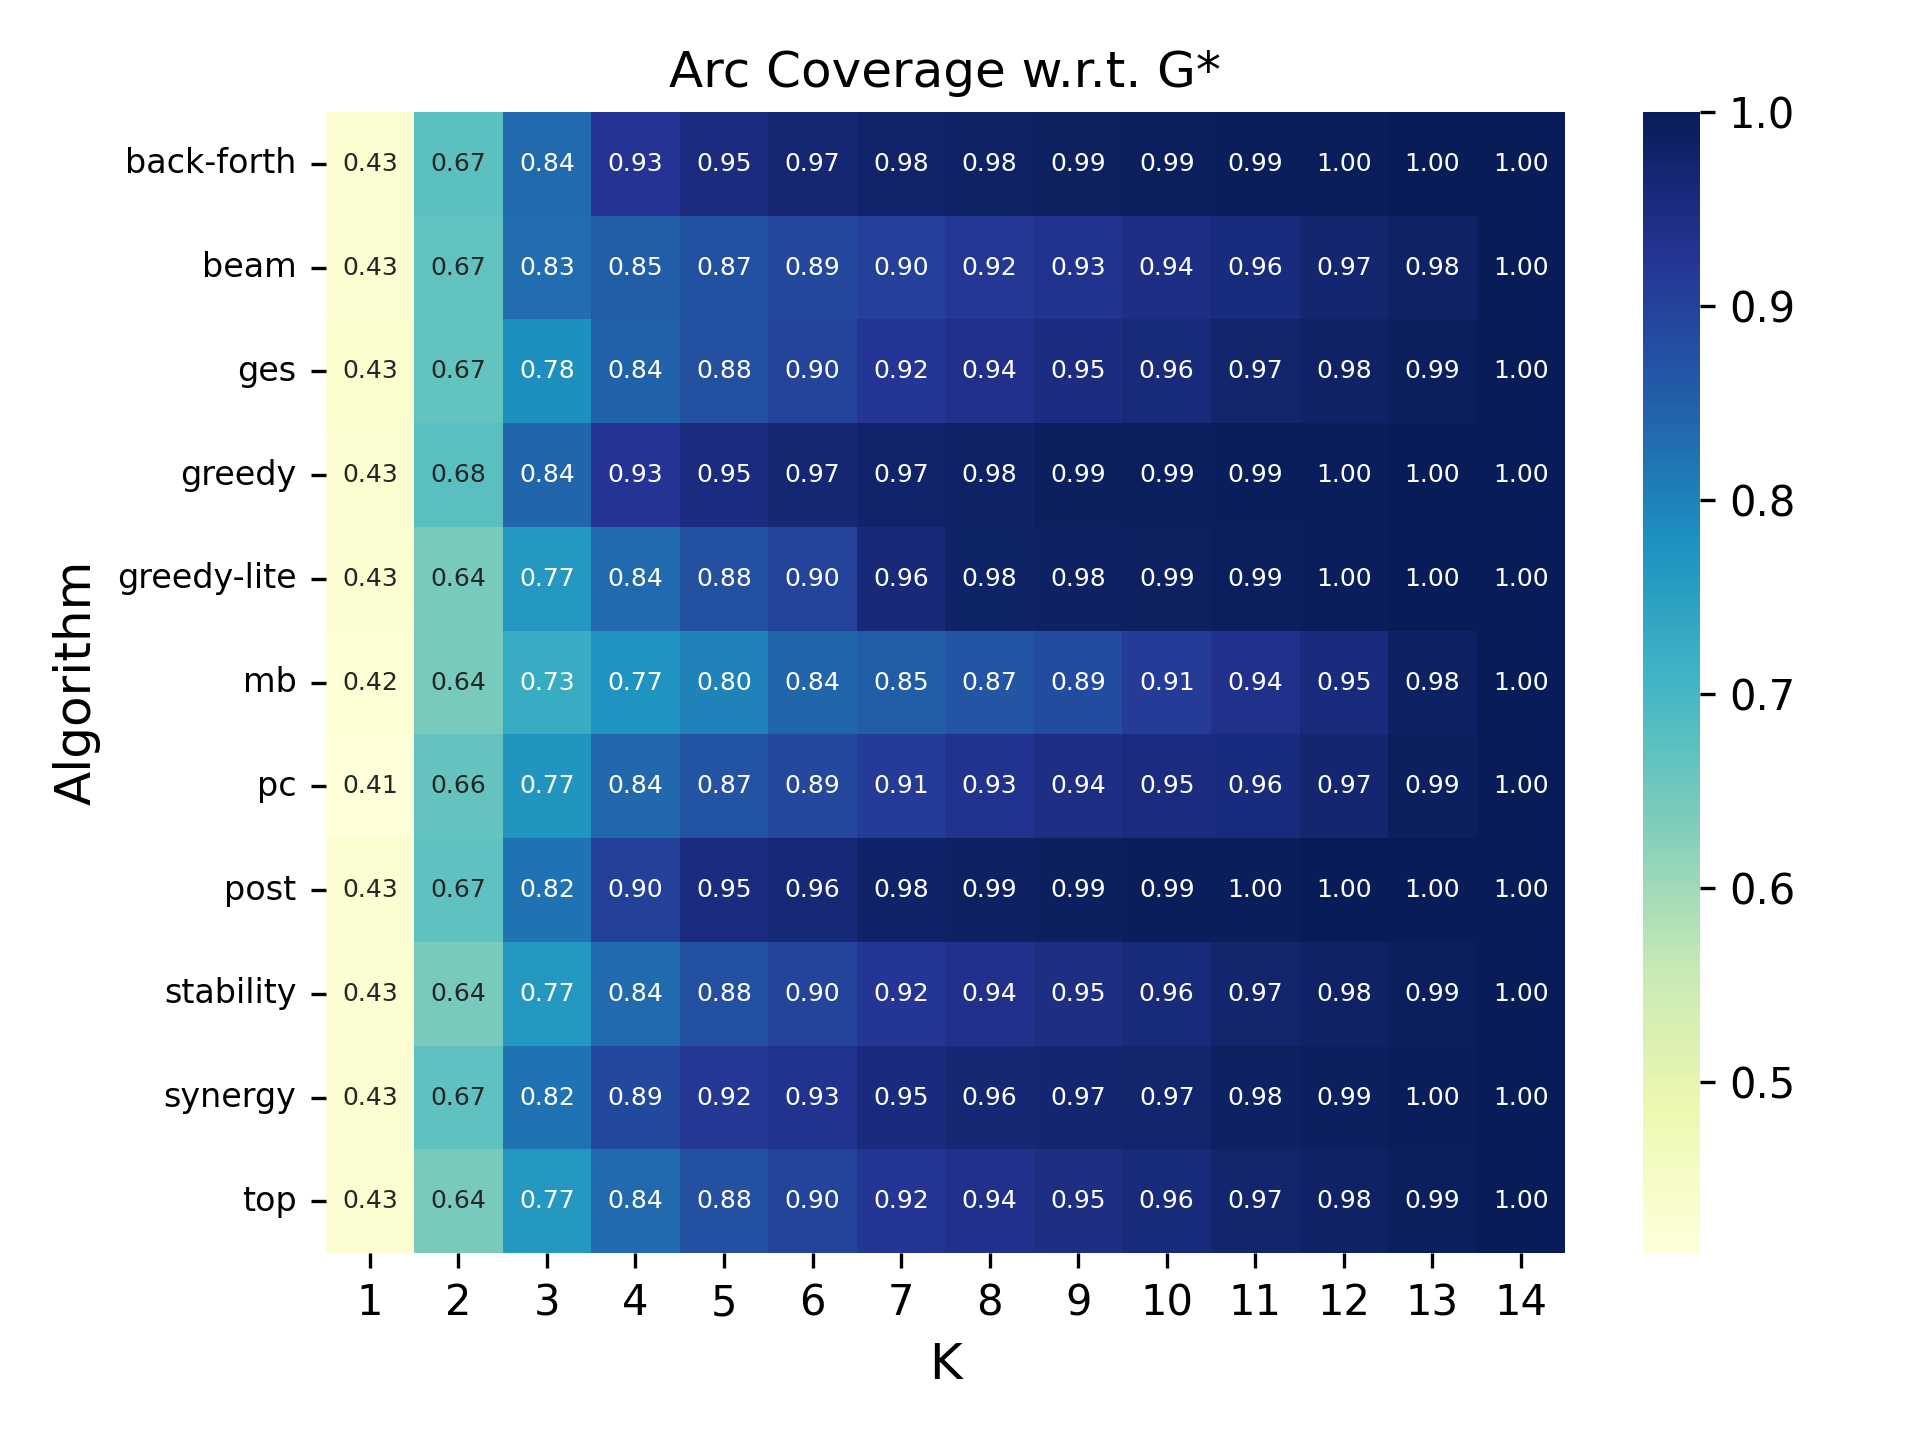 Arc Coverage w.r.t. G*
Algorithm
back-forth 0.43 0.67 0.84 0.93 0.95 0.97 0.98 0.98 0.99 0.99 0.99 1.00 1.00 1.00
beam 0.43 0.67 0.83 0.85 0.87 0.89 0.90 0.92 0.93 0.94 0.96 0.97 0.98 1.00
ges 0.43 0.67 0.78 0.84 0.88 0.90 0.92 0.94 0.95 0.96 0.97 0.98 0.99 1.00
greedy 0.43 0.68 0.84 0.93 0.95 0.97 0.97 0.98 0.99 0.99 0.99 1.00 1.00 1.00
greedy-lite 0.43 0.64 0.77 0.84 0.88 0.90 0.96 0.98 0.98 0.99 0.99 1.00 1.00 1.00
mb 0.42 0.64 0.73 0.77 0.80 0.84 0.85 0.87 0.89 0.91 0.94 0.95 0.98 1.00
pc 0.41 0.66 0.77 0.84 0.87 0.89 0.91 0.93 0.94 0.95 0.96 0.97 0.99 1.00
post 0.43 0.67 0.82 0.90 0.95 0.96 0.98 0.99 0.99 0.99 1.00 1.00 1.00 1.00
stability 0.43 0.64 0.77 0.84 0.88 0.90 0.92 0.94 0.95 0.96 0.97 0.98 0.99 1.00
synergy 0.43 0.67 0.82 0.89 0.92 0.93 0.95 0.96 0.97 0.97 0.98 0.99 1.00 1.00
top 0.43 0.64 0.77 0.84 0.88 0.90 0.92 0.94 0.95 0.96 0.97 0.98 0.99 1.00
1 2 3 4 5 6 7 8 9 10 11 12 13 14
K
1.0
0.9
0.8
0.7
0.6
0.5